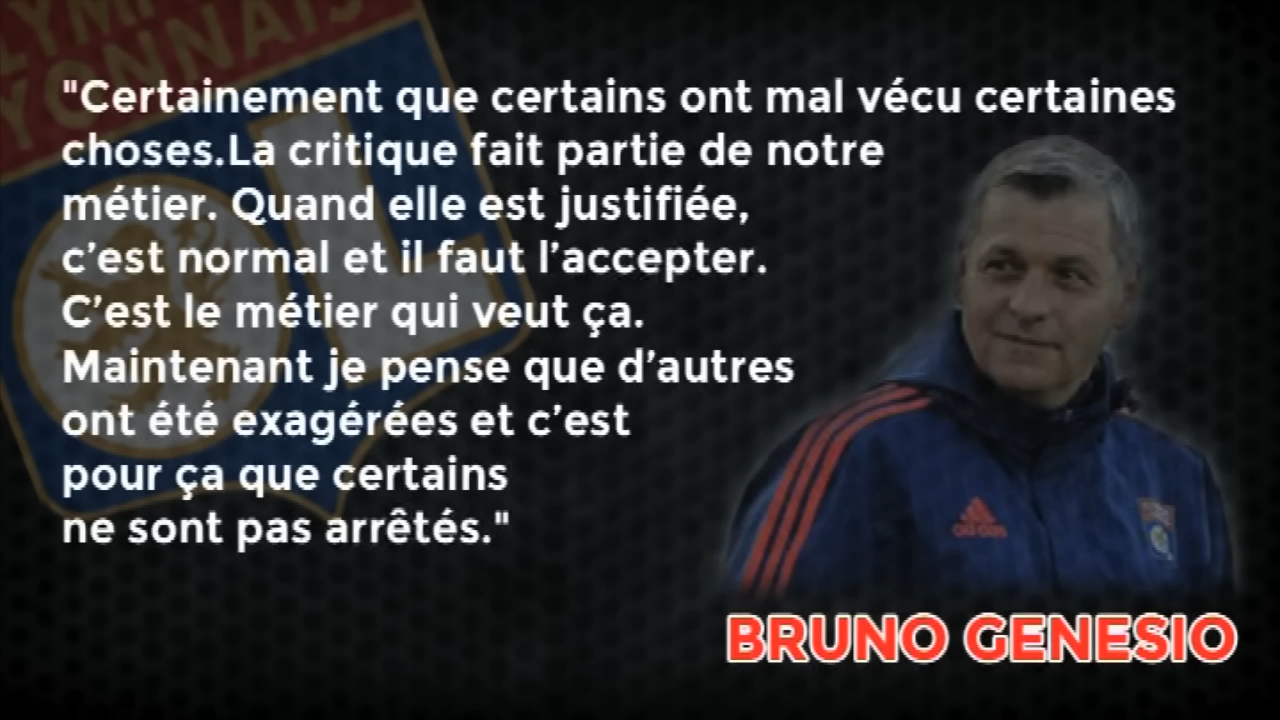 "Certainement que certains ont mal vécu certaines
choses.La critique fait partie de notre
métier. Quand elle est justifiée,
c’est normal et il faut l’accepter.
C’est le métier qui veut ça.
Maintenant je pense que d’autres
ont été exagérées et c’est
pour ça que certains
ne sont pas arrêtés."
BRUNO GENESIO